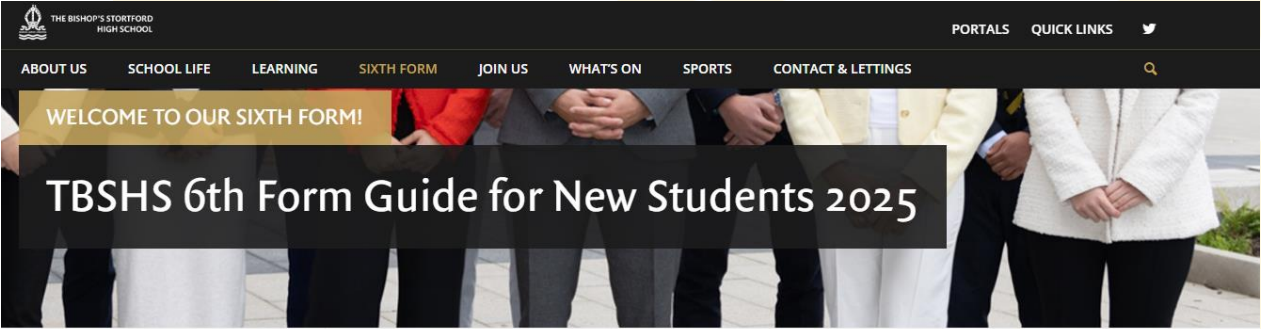 THE BISHOP'S STORTFORD
HIGH SCHOOL
PORTALS QUICK LINKS
ABOUT US SCHOOL LIFE LEARNING SIXTH FORM JOIN US WHAT'S ON SPORTS CONTACT & LETTINGS
WELCOME TO OUR SIXTH FORM!
TBSHS 6th Form Guide for New Students 2025